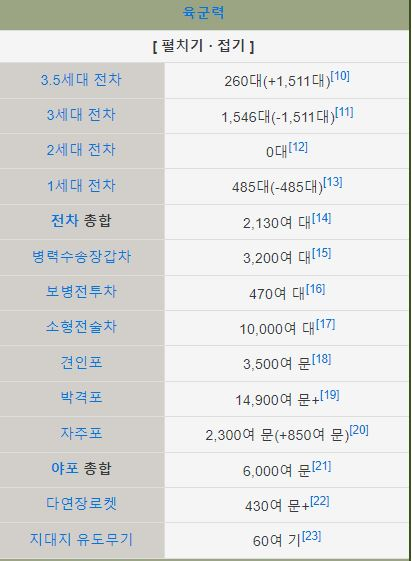 육군력
[ 펼치기 · 접기 ]
3.5세대 전차 260대(+1,511대)[10]
3세대 전차 1,546대(-1,511대)[11]
2세대 전차 0대[12]
1세대 전차 485대(-485대)[13]
전차 총합 2,130여 대[14]
병력수송장갑차 3,200여 대[15]
보병전투차 470여 대[16]
소형전술차 10,000여 대[17]
견인포 3,500여 문[18]
박격포 14,900여 문+[19]
자주포 2,300여 문(+850여 문)[20]
야포 총합 6,000여 문[21]
다연장로켓 430여 문+[22]
지대지 유도무기 60여 기[23]